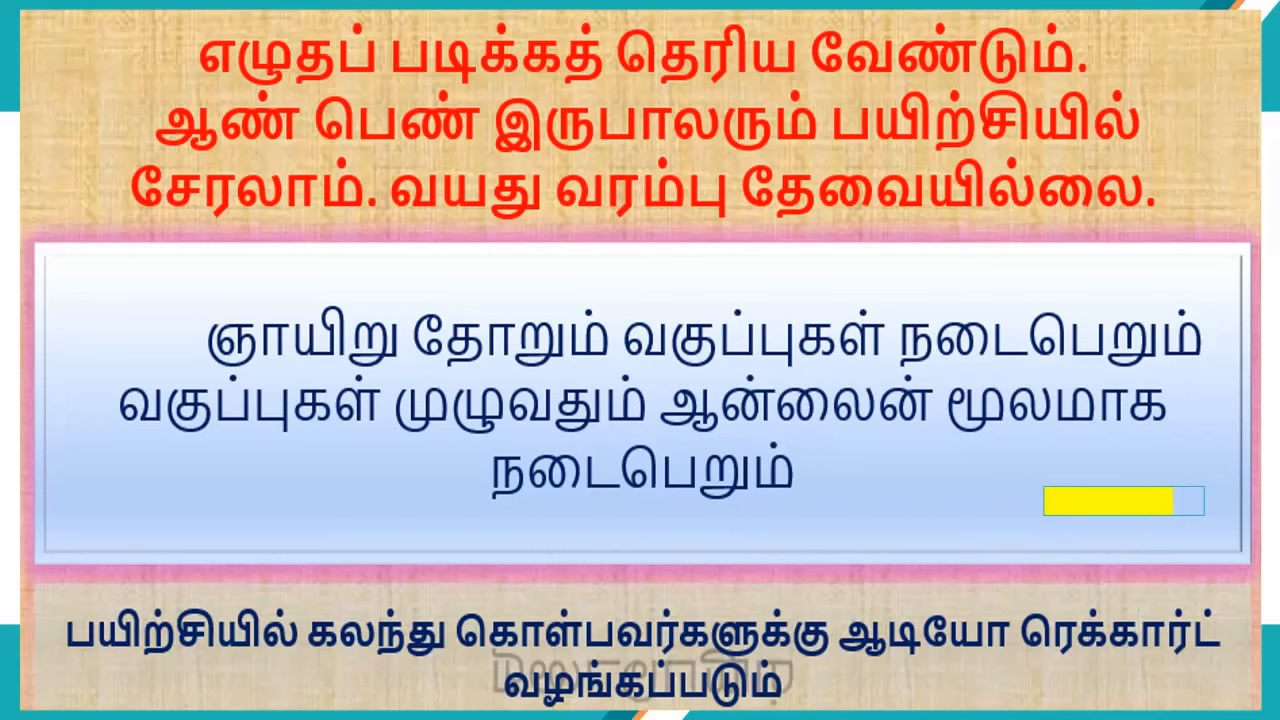 எழுதப் படிக்கத் தெரிய வேண்டும்.
ஆண் பெண் இருபாலரும் பயிற்சியில்
சேரலாம். வயது வரம்பு தேவையில்லை.
ஞாயிறு தோறும் வகுப்புகள் நடைபெறும்
வகுப்புகள் முழுவதும் ஆன்லைன் மூலமாக
நடைபெறும்
பயிற்சியில் கலந்து கொள்பவர்களுக்கு ஆடியோ ரெக்கார்ட்
வழங்கப்படும்